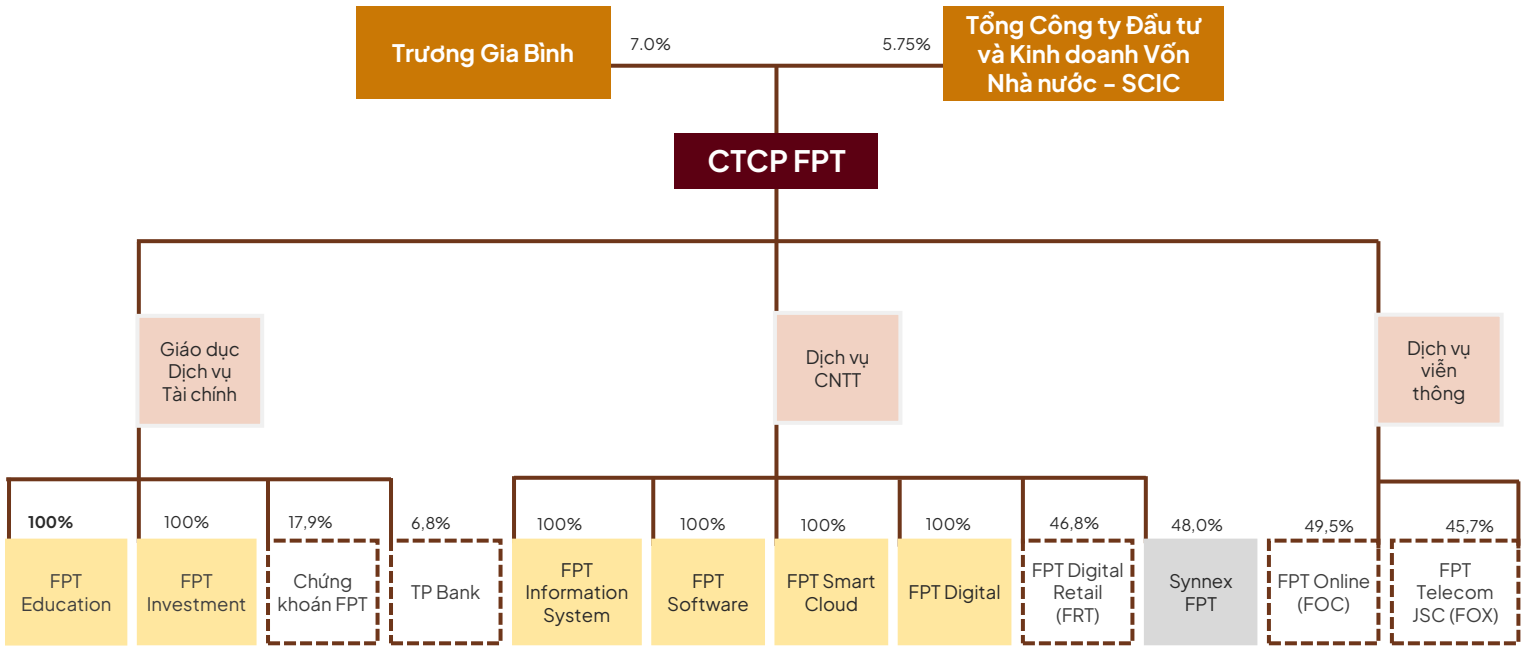 Trương Gia Bình
7.0%
5.75%
Tổng Công ty Đầu tư
và Kinh doanh Vốn
Nhà nước – SCIC
CTCP FPT
Giáo dục
Dịch vụ
Tài chính
Dịch vụ
CNTT
Dịch vụ
viễn
thông
100%
100%
17,9%
6,8%
100%
100%
100%
100%
46,8%
48,0%
49,5%
45,7%
FPT
Education
FPT
Investment
Chứng
khoán FPT
TP Bank
FPT
Information
System
FPT
Software
FPT Smart
Cloud
FPT Digital
FPT Digital
Retail
(FRT)
Synnex
FPT
FPT Online
(FOC)
FPT
Telecom
JSC (FOX)